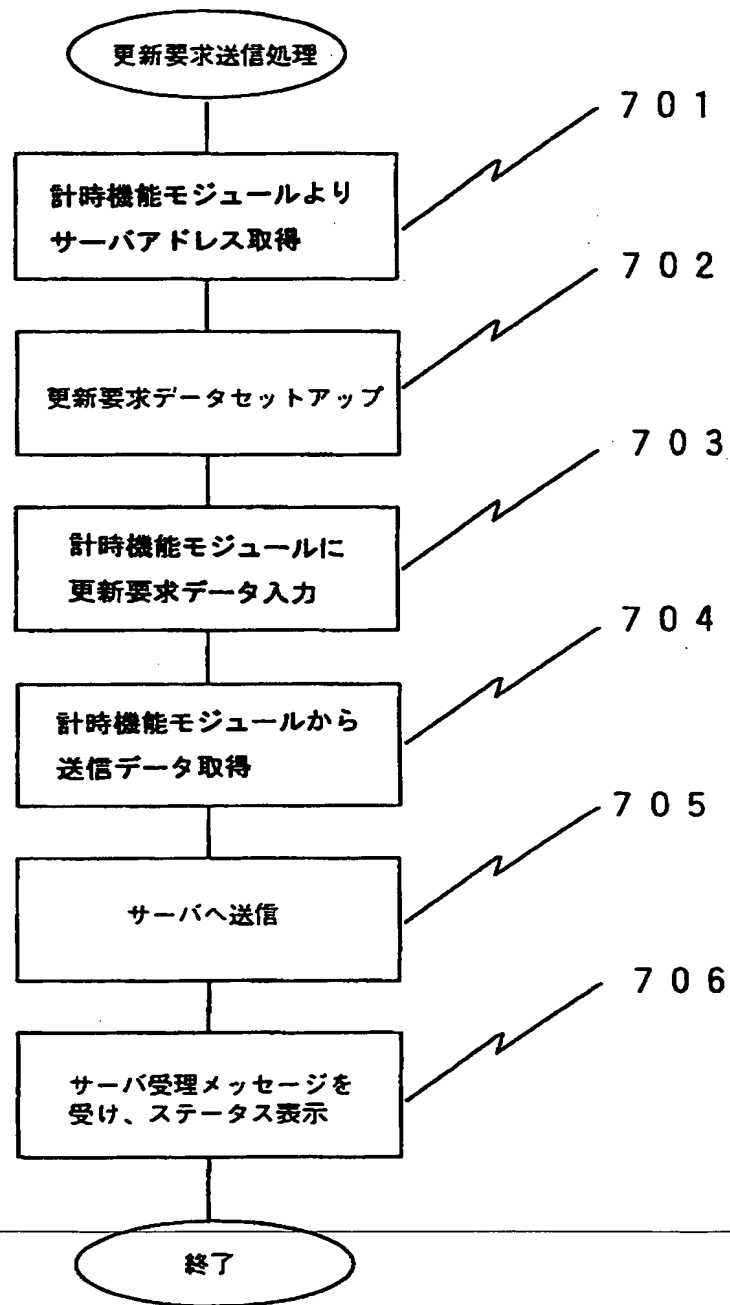 更新要求送信処理
701
計時機能モジュールより
サーバアドレス取得
702
更新要求データセットアップ
703
計時機能モジュールに
更新要求データ入力
704
計時機能モジュールから
送信データ取得
705
サーバへ送信
706
サーバ受理メッセージを
受け、ステータス表示
終了